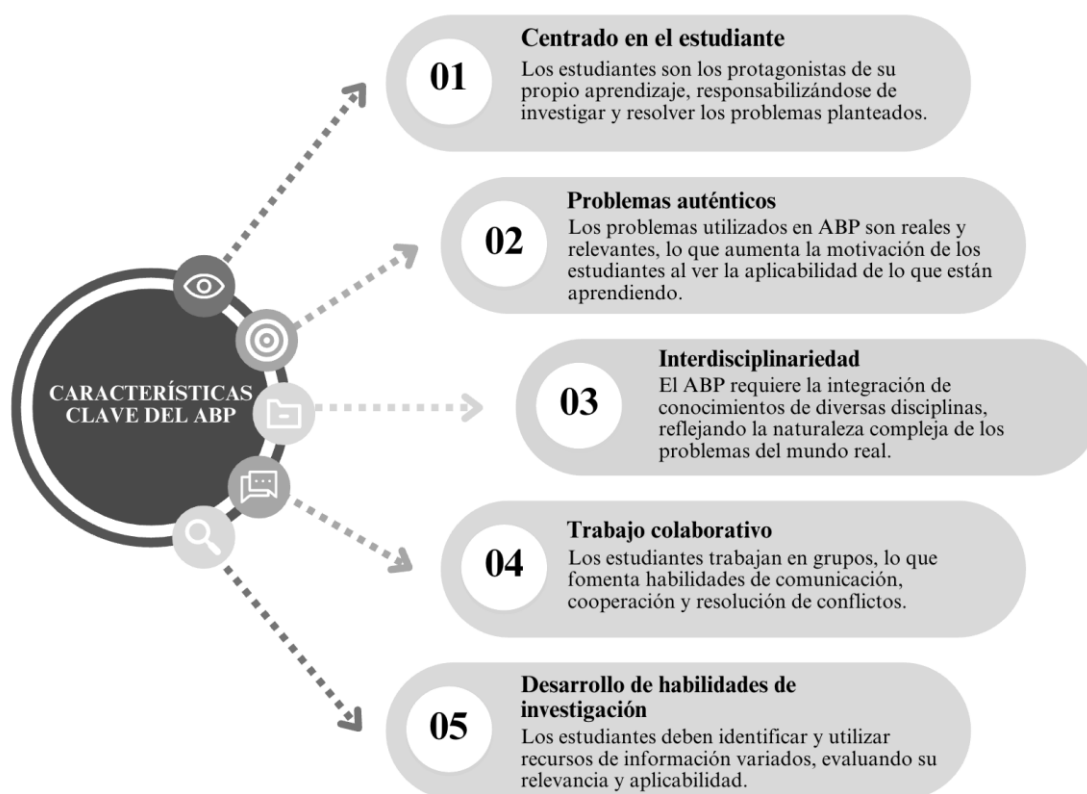 CARACTERÍSTICAS
CLAVE DEL ABP
01
Centrado en el estudiante
Los estudiantes son los protagonistas de su
propio aprendizaje, responsabilizándose de
investigar y resolver los problemas planteados.
02
Problemas auténticos
Los problemas utilizados en ABP son reales y
relevantes, lo que aumenta la motivación de los
estudiantes al ver la aplicabilidad de lo que están
aprendiendo.
03
Interdisciplinariedad
El ABP requiere la integración de
conocimientos de diversas disciplinas,
reflejando la naturaleza compleja de los
problemas del mundo real.
04
Trabajo colaborativo
Los estudiantes trabajan en grupos, lo que
fomenta habilidades de comunicación,
cooperación y resolución de conflictos.
05
Desarrollo de habilidades de
investigación
Los estudiantes deben identificar y utilizar
recursos de información variados, evaluando su
relevancia y aplicabilidad.